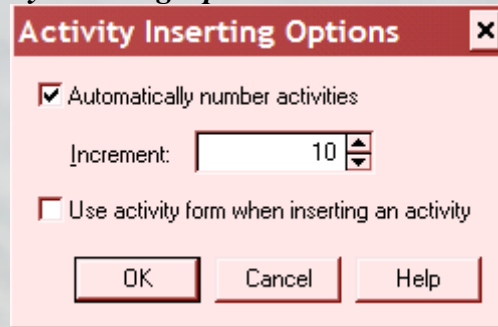 Activity Inserting Options
Automatically number activities
Increment: 10
Use activity form when inserting an activity
OK Cancel Help